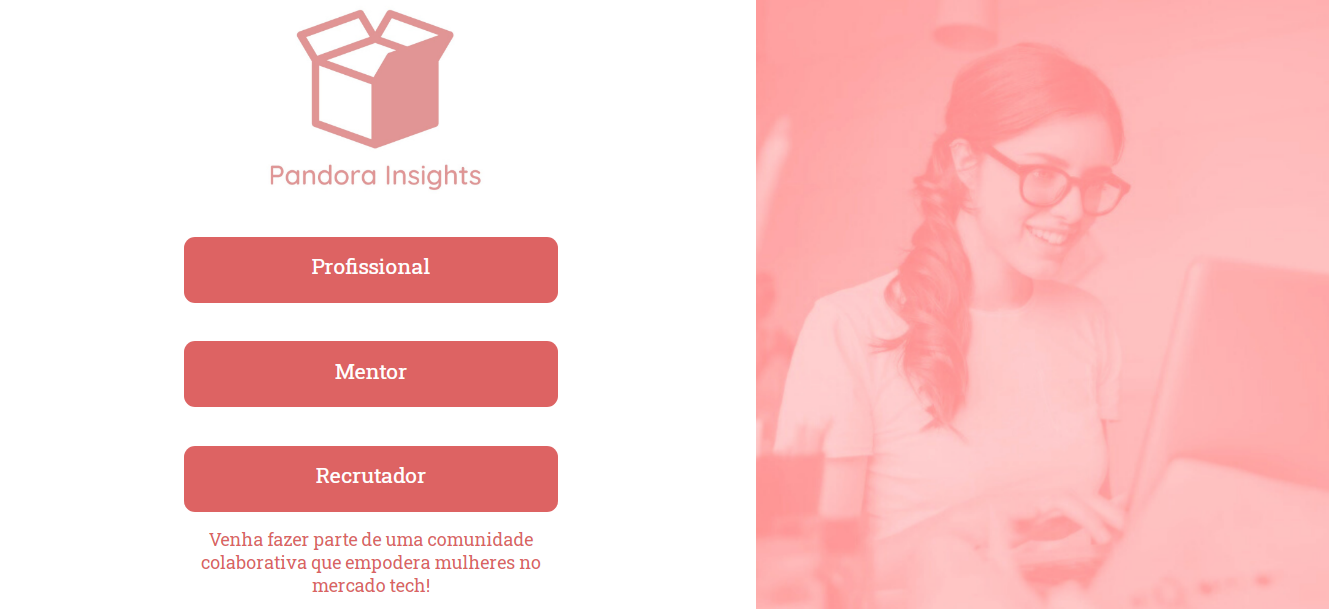 Pandora Insights
Profissional
Mentor
Recrutador
Venha fazer parte de uma comunidade
colaborativa que empodera mulheres no
mercado tech!